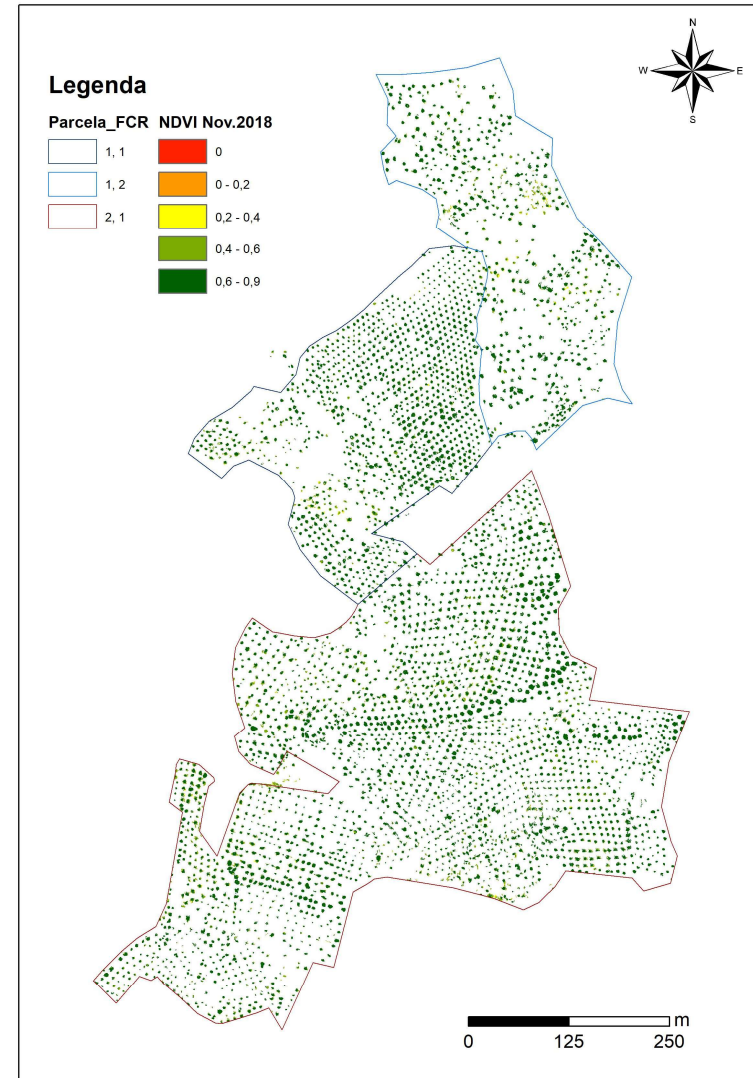 N
W E
S
Legenda
Parcela_FCR NDVI Nov.2018
1, 1 0
1, 2 0 - 0,2
2, 1 0,2 - 0,4
0,4 - 0,6
0,6 - 0,9
m
0 125 250